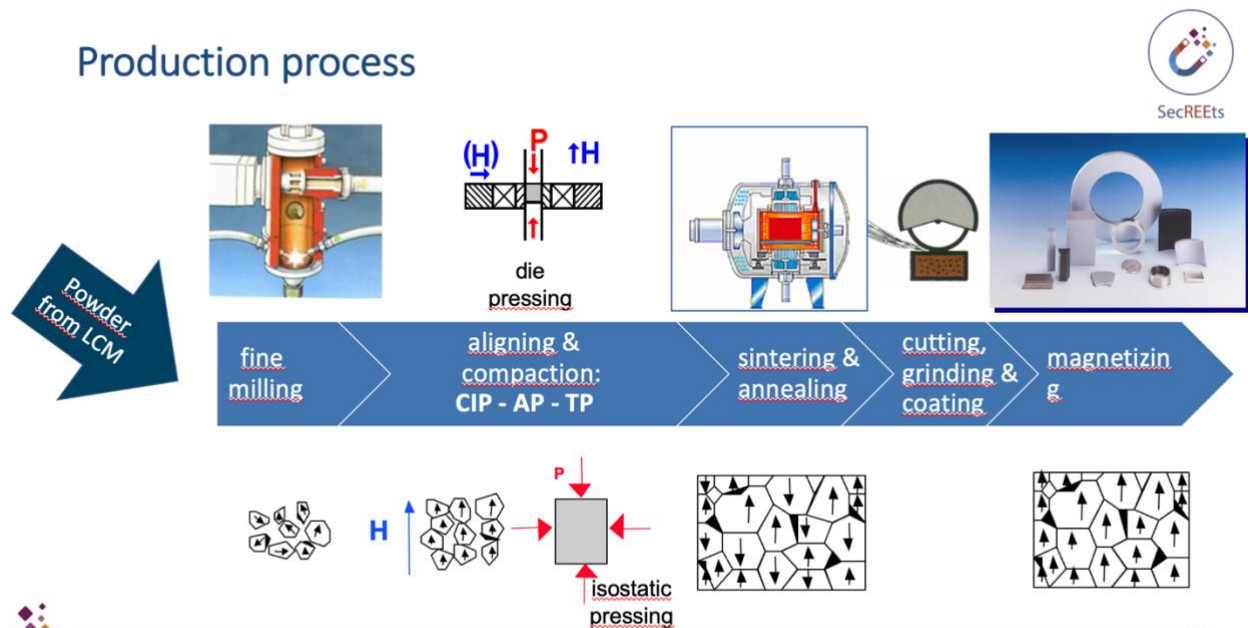 Production process
SecREEts
(H)
P
↑H
die
pressing
Powder
from LCM
fine
milling
aligning &
compaction:
CIP - AP - TP
sintering &
annealing
cutting,
grinding &
coating
magnetizin
g
H
P
isostatic
pressing